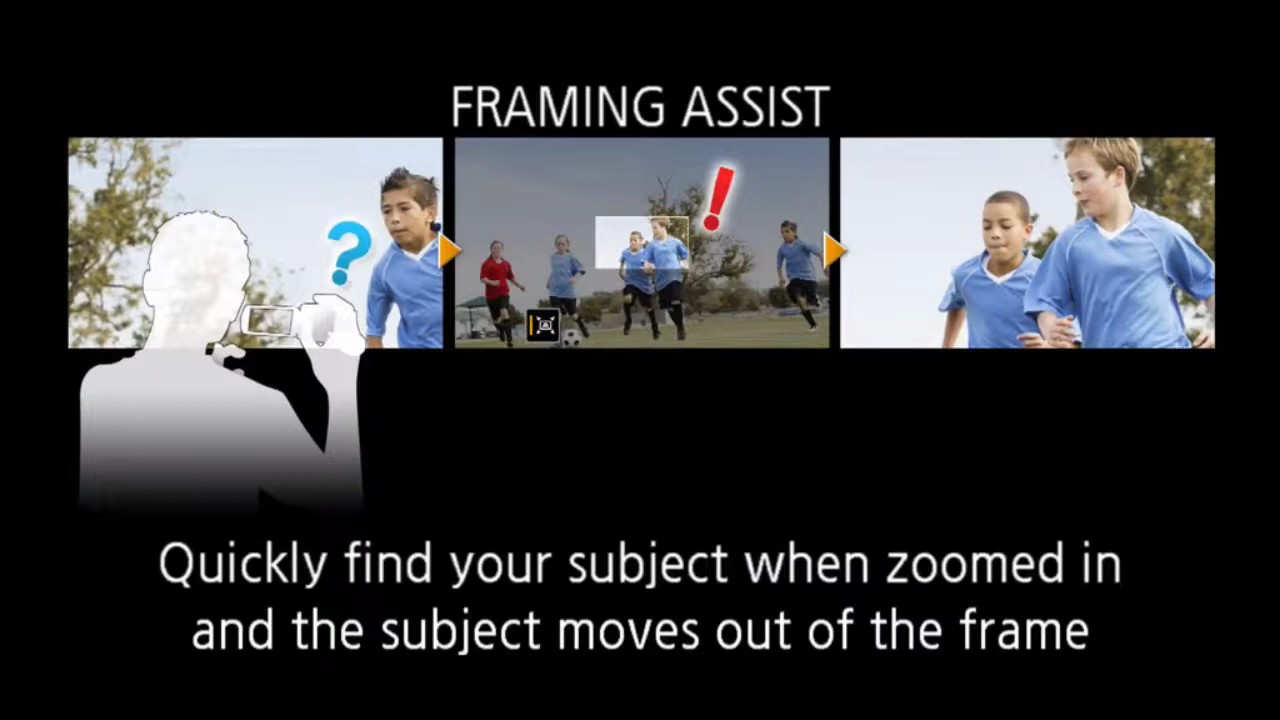 FRAMING ASSIST
?
!
Quickly find your subject when zoomed in
and the subject moves out of the frame